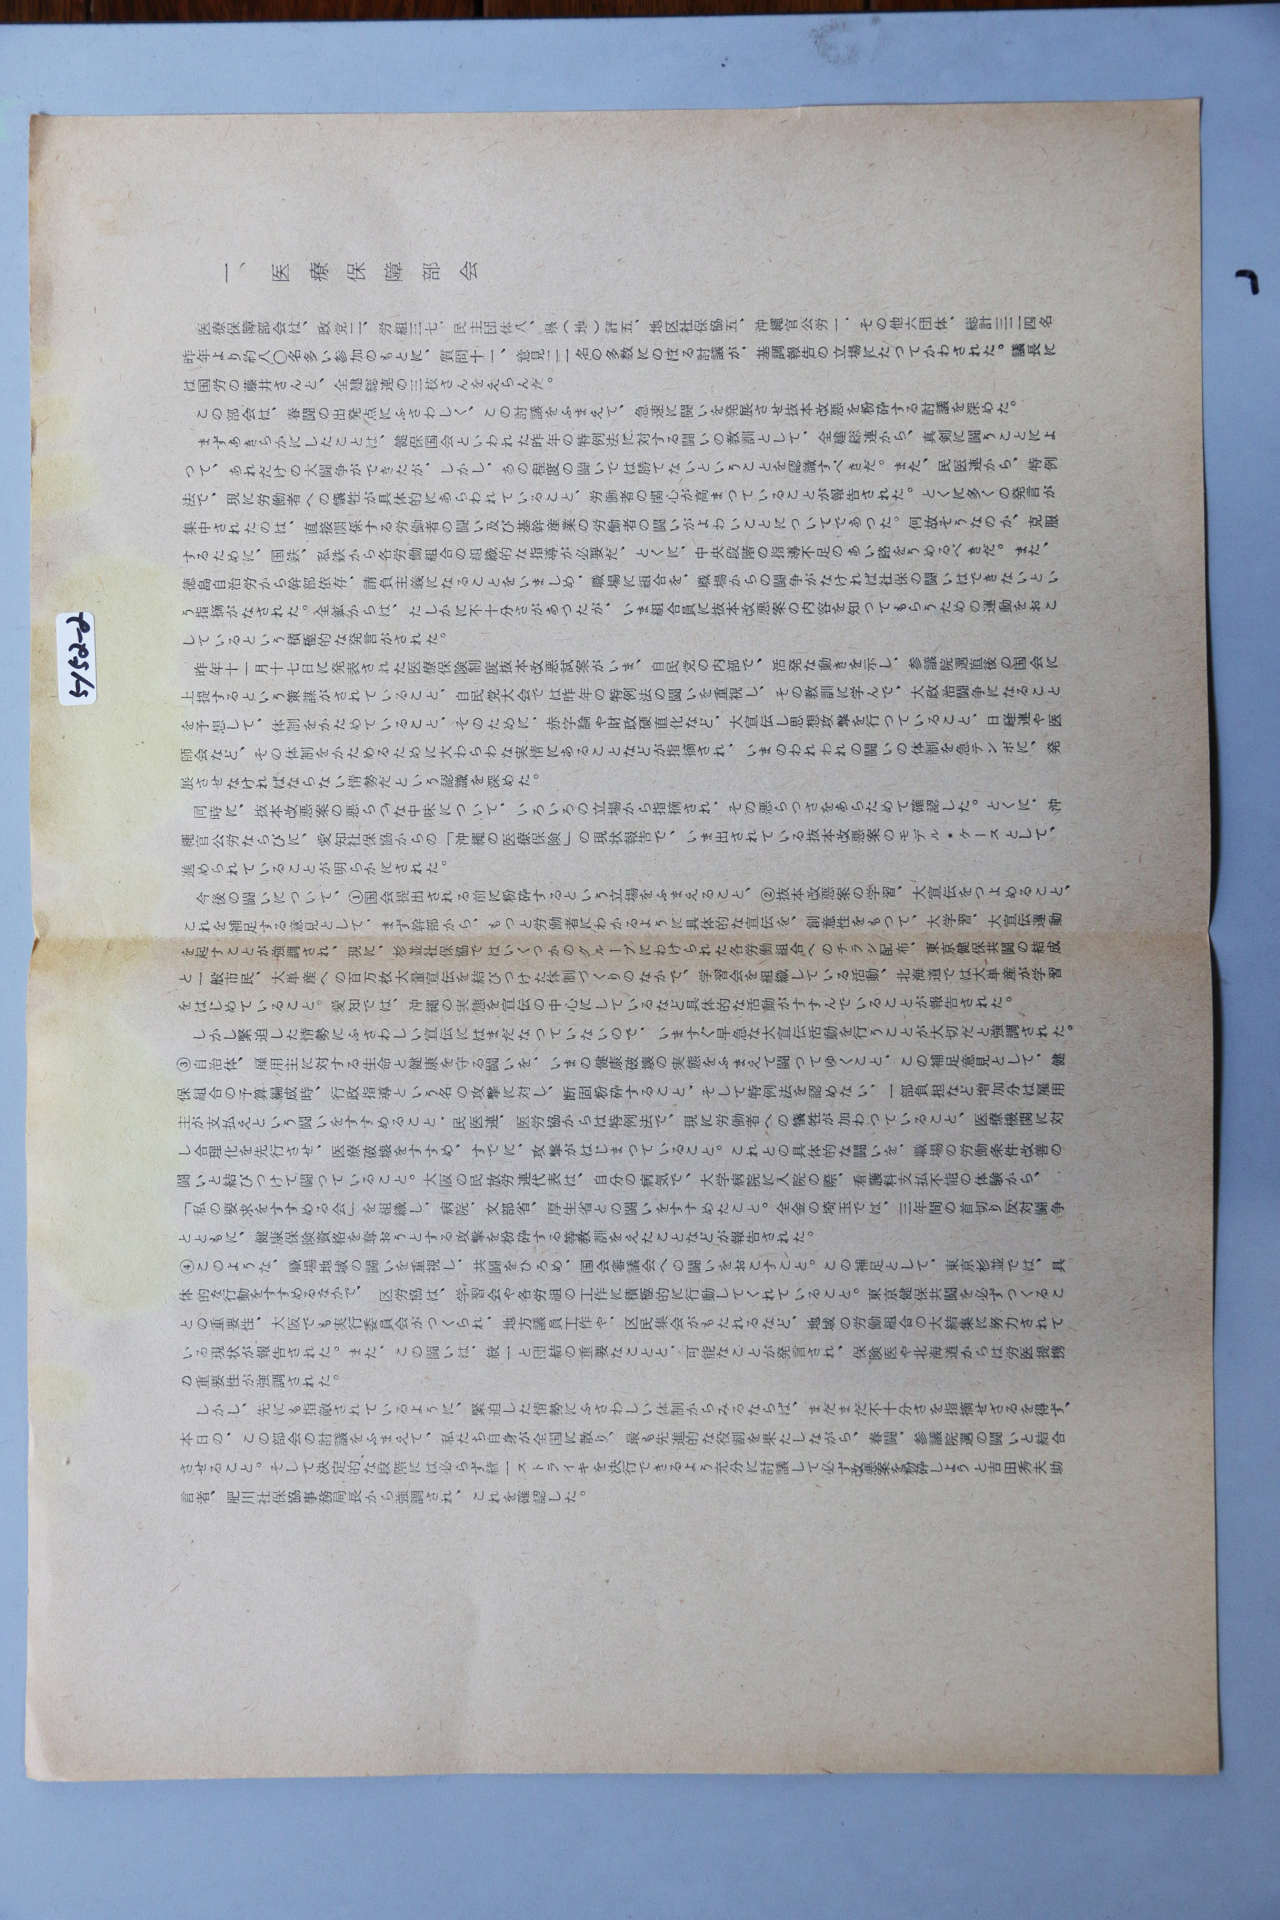 一、医療保障部会
医療保障部会は、政党二、労組三七、民主団体八、県(地)評五、地区社保協五、沖縄官公労一、その他六団体、総計三二四名
昨年より約八〇名多い参加のもとに、質問十一、意見二一名の多数にのぼる討議が、基調報告の立場にたつてかわされた。議長に
は国労の藤井さんと、全建総連の三枝さんをえらんだ。
この部会は、春闘の出発点にふさわしく、この討議をふまえて、急速に闘いを発展させ抜本改悪を粉砕する討議を深めた。
まずあきらかにしたことは、健保国会といわれた昨年の特例法に対する闘いの教訓として、全建総連から、真剣に闘うことによ
つて、あれだけの大闘争ができたが、しかし、あの程度の闘いでは勝てないということを認識すべきだ。また、民医連から、特例
法で、現に労働者への犠牲が具体的にあらわれていること、労働者の関心が高まつていることが報告された。とくに多くの発言が
集中されたのは、直接関係する労働者の闘い及び基幹産業の労働者の闘いがよわいことについてであつた。何故そうなのか、克服
するために、国鉄、私鉄から各労働組合の組織的な指導が必要だ、とくに、中央段階の指導不足のあい路をうめるべきだ。また、
徳島自治労から幹部依存、請負主義になることをいましめ、職場に組合を、職場からの闘争がなければ社保の闘いはできないとい
う指摘がなされた。全鉱からは、たしかに不十分さがあつたが、いま組合員に抜本改悪案の内容を知つてもらうための運動をおこ
しているという積極的な発言がされた。
昨年十一月十七日に発表された医療保険制度抜本改悪試案がいま、自民党の内部で、活発な動きを示し、参議院選直後の国会に
上提するという策謀がされていること、自民党大会では昨年の特例法の闘いを重視し、その教訓に学んで、大政治闘争になること
を予想して、体制をかためていること、そのために、赤字論や財政硬直化など、大宣伝し思想攻撃を行つていること、日経連や医
師会など、その体制をかためるために大わらわな実情にあることなどが指摘され、いまのわれわれの闘いの体制を急テンポに、発
展させなければならない情勢だという認識を深めた。
同時に、抜本改悪案の悪らつな中味について、いろいろの立場から指摘され、その悪らつさをあらためて確認した。とくに、沖
縄官公労ならびに、愛知社保協からの「沖縄の医療保険」の現状報告で、いま出されている抜本改悪案のモデル・ケースとして、
進められていることが明らかにされた。
今後の闘いについて、①国会提出される前に粉砕するという立場をふまえること、②抜本改悪案の学習、大宣伝をつよめること、
これを補足する意見として、まず幹部から、もつと労働者にわかるように具体的な宣伝を、創意性をもつて、大学習、大宣伝運動
を起すことが強調され、現に、杉並社保協ではいくつかのグループにわけられた各労働組合へのチラシ配布、東京健保共闘の結成
と一般市民、大単産への百万枚大量宣伝を結びつけた体制づくりのなかで、学習会を組織している活動、北海道では大単産が学習
をはじめていること。愛知では、沖縄の実態を宣伝の中心にしているなど具体的な活動がすすんでいることが報告された。
しかし緊迫した情勢にふさわしい宣伝にはまだなつていないので、いますぐ早急な大宣伝活動を行うことが大切だと強調された。
③自治体、雇用主に対する生命と健康を守る闘いを、いまの健康破壊の実態をふまえて闘つてゆくこと、この補足意見として、健
保組合の予算編成時、行政指導という名の攻撃に対し、断固粉砕すること、そして特例法を認めない、一部負担など増加分は雇用
主が支払えという闘いをすすめること、民医連、医労協からは特例法で、現に労働者への犠牲が加わつていること、医療機関に対
し合理化を先行させ、医療破壊をすすめ、すでに、攻撃がはじまつていること。これとの具体的な闘いを、職場の労働条件改善の
闘いと結びつけて闘つていること。大阪の民放労連代表は、自分の病気で、大学病院に入院の際、看護料支払不能の体験から、
「私の要求をすすめる会」を組織し、病院、文部省、厚生省との闘いをすすめたこと。全金の埼玉では、三年間の首切り反対闘争
とともに、健康保険資格を奪おうとする攻撃を粉砕する等教訓をえたことなどが報告された。
④このような、職場地域の闘いを重視し、共闘をひろめ、国会審議会への闘いをおこすこと。この補足として、東京杉並では、具
体的な行動をすすめるなかで、区労協は、学習会や各労組の工作に積極的に行動してくれていること。東京健保共闘を必ずつくるこ
との重要性、大阪でも実行委員会がつくられ、地方議員工作や、区民集会がもたれるなど、地域の労働組合の大結集に努力されて
いる現状が報告された。また、この闘いは、統一と団結の重要なことと、可能なことが発言され、保険医や北海道からは労医提携
の重要性が強調された。
しかし、先にも指敵されているように、緊迫した情勢にふさわしい体制からみるならば、まだまだ不十分さを指摘せざるを得ず、
本日の、この部会の討議をふまえて、私たち自身が全国に散り、最も先進的な役割を果たしながら、春闘、参議院選の闘いと結合
させること。そして決定的な段階には必らず統一ストライキを決行できるよう充分に討議して必ず改悪案を粉砕しようと吉田秀夫助
言者、肥川社保協事務局長から強調され、これを確認した。
5152-2